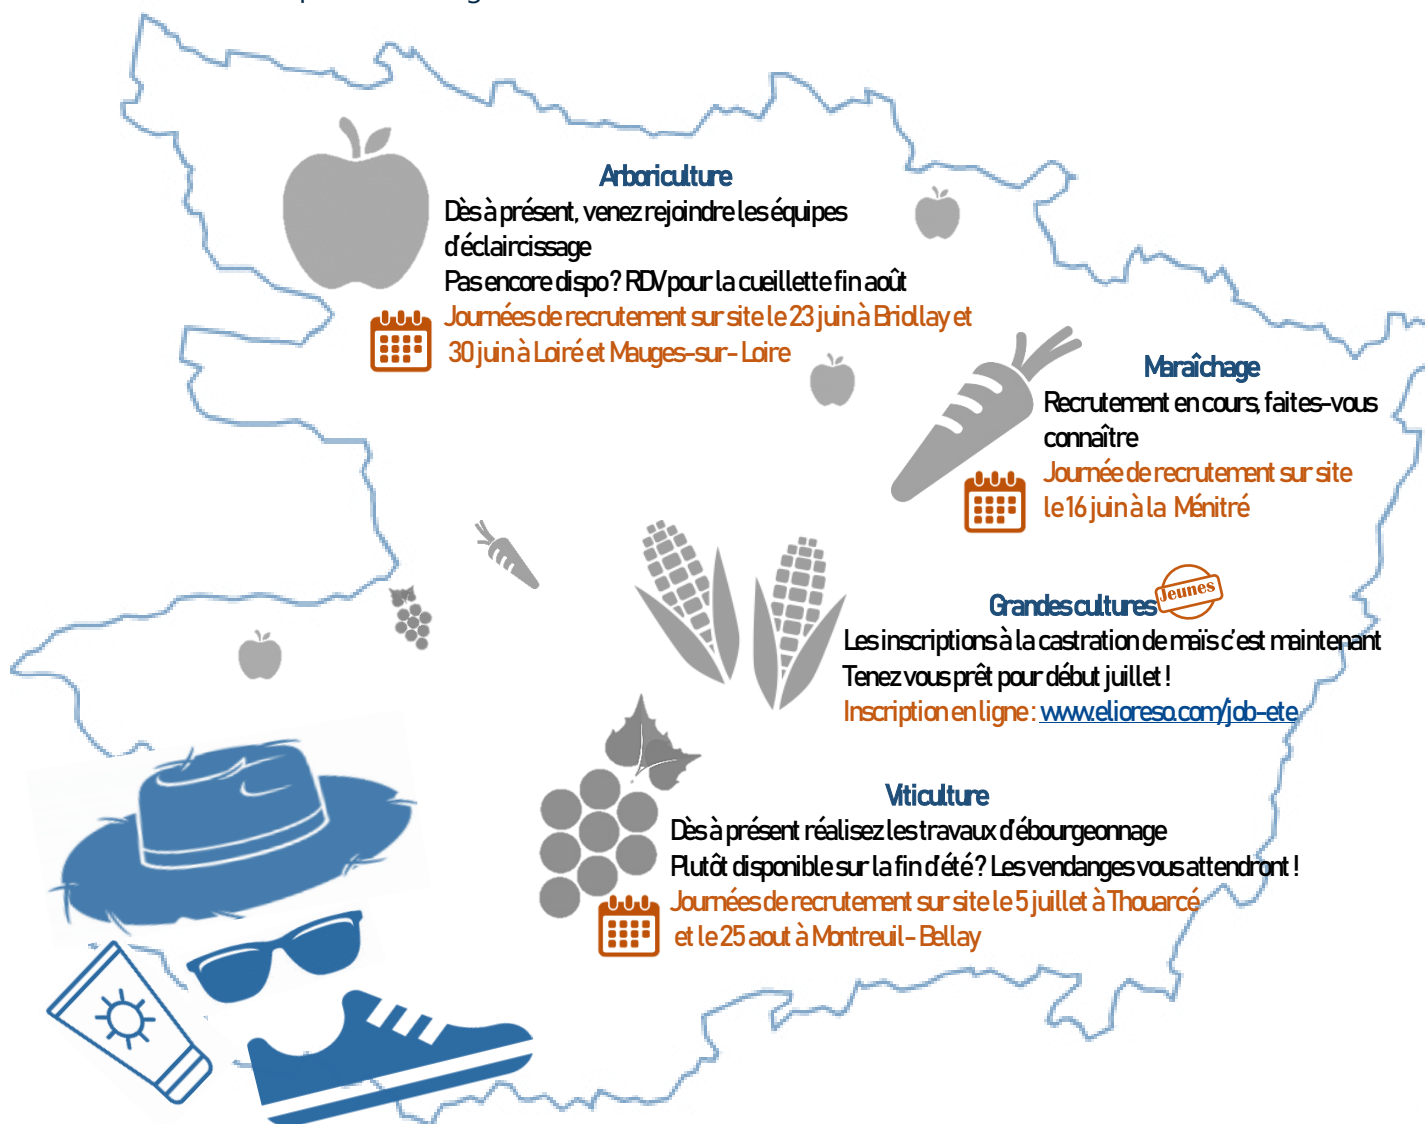 Arboriculture
Dès à présent, venez rejoindre les équipes
d'éclaircissage
Pas encore dispo ? RDV pour la cueillette fin août
Journées de recrutement sur site le 23 juin à Briollay et
30 juin à Loiré et Mauges-sur-Loire
Maraîchage
Recrutement en cours, faites-vous
connaître
Journée de recrutement sur site
le 16 juin à la Ménitré
Grandes cultures Jeunes
Les inscriptions à la castration de maïs c'est maintenant
Tenez vous prêt pour début juillet !
Inscription en ligne : www.elioreso.com/job-ete
Viticulture
Dès à présent réalisez les travaux d'ébourgeonnage
Plutôt disponible sur la fin d'été ? Les vendanges vous attendront !
Journées de recrutement sur site le 5 juillet à Thouarcé
et le 25 aout à Montreuil-Bellay